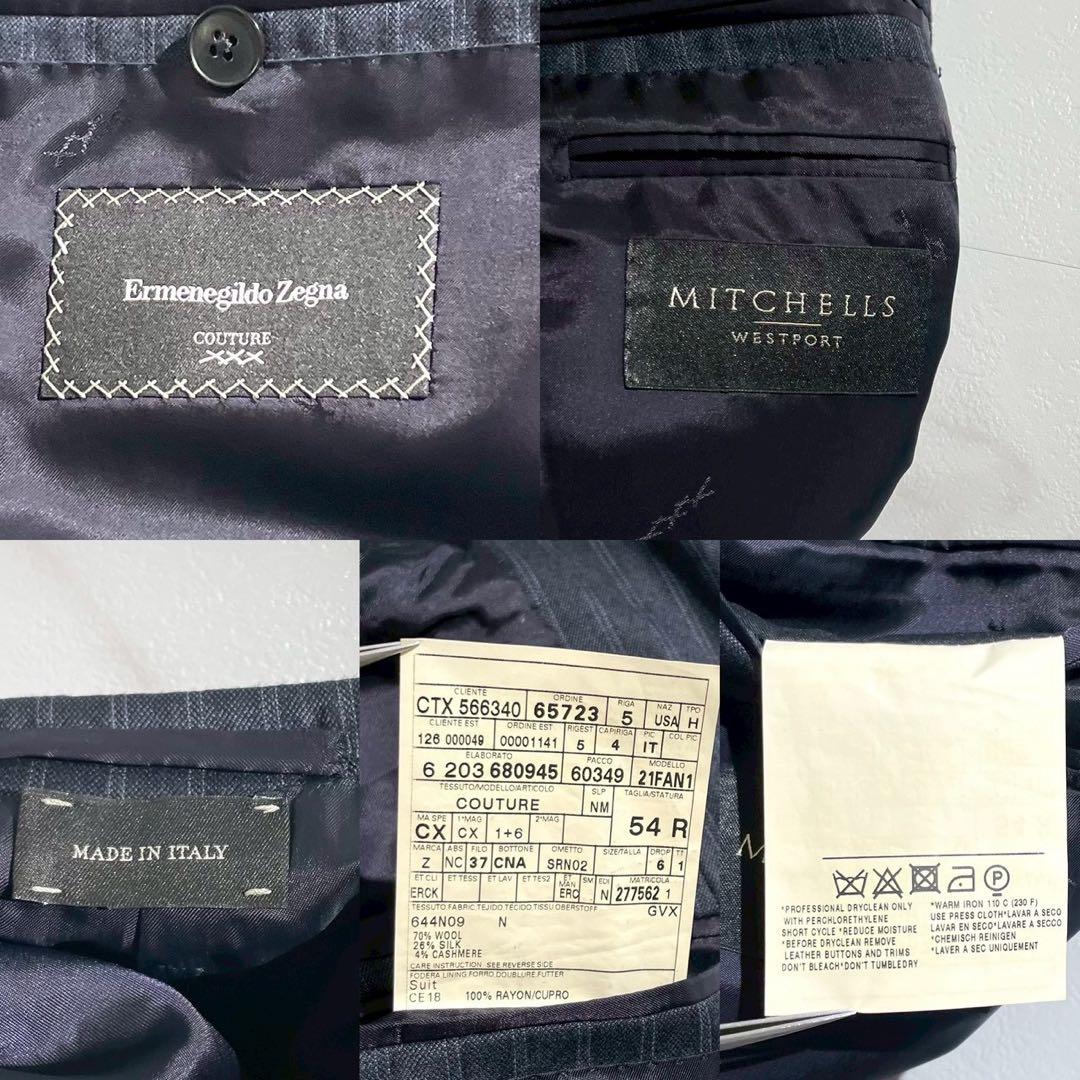 Ermenegildo Zegna
COUTURE
XXX
MITCHELLS
WESTPORT
MADE IN ITALY
CLIENTE ORDINE RIGA NAZ TPO
CTX 566340 65723 5 USA H
CLIENTE EST ORDINE EST RIGEST CAPIRIGA PIC COL PIC
126 000049 00001141 5 4 IT
ELABORATO PACCO MODELLO
6 203 680945 60349 21FAN1
TESSUTO/MODELLO/ARTICOLO SLP TAGLIA/STATURA
COUTURE NM 54 R
MA SPE 1°MAG 2°MAG
CX CX 1+6
MARCA ABS FILO BOTTONE OMETTO SIZE/TALLA DROP TT
Z NC 37 CNA SRN02 6 1
ET CLI ET TESS ET LAV ET TES2 ET MAN SM EDI MATRICOLA
ERCK ERC N 277562 1
TESSUTO.FABRIC.TEJIDO.TECIDO.TISSU.OBERSTOFF GVX
644N09 N
70% WOOL
26% SILK
4% CASHMERE
CARE INSTRUCTION :SEE REVERSE SIDE
FODERA.LINING.FORRO.DOUBLURE.FUTTER
Suit
CE18 100% RAYON/CUPRO
M
P
*PROFESSIONAL DRYCLEAN ONLY
WITH PERCHLORETHYLENE
SHORT CYCLE *REDUCE MOISTURE
*BEFORE DRYCLEAN REMOVE
LEATHER BUTTONS AND TRIMS
DON'T BLEACH*DON'T TUMBLEDRY
*WARM IRON 110 C (230 F)
USE PRESS CLOTH*LAVAR A SECO
LAVAR EN SECO*LAVARE A SECCO
*CHEMISCH REINIGEN
*LAVER A SEC UNIQUEMENT